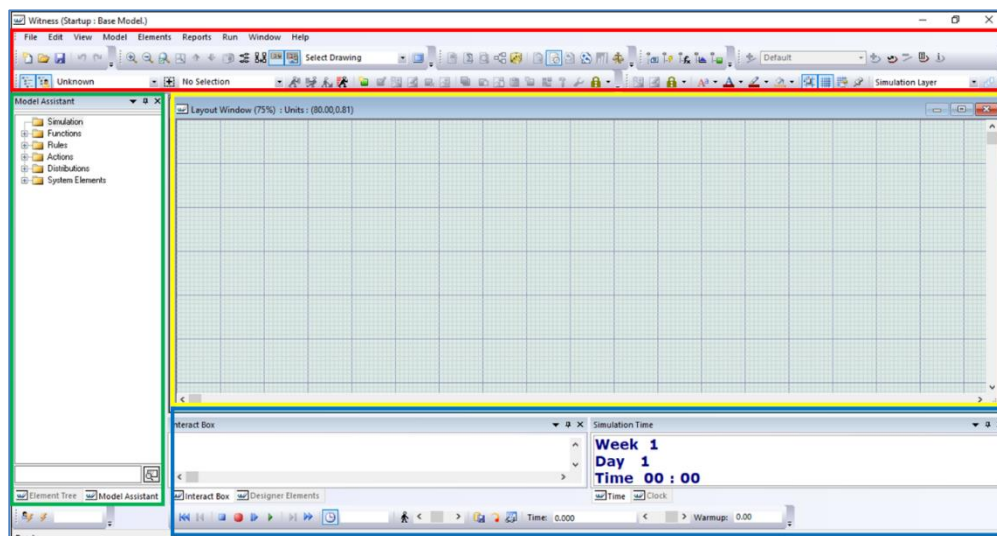 Witness (Startup : Base Model.)
File Edit View Model Elements Reports Run Window Help
Select Drawing Default
Unknown No Selection Simulation Layer
Model Assistant
Layout Window (75%) : Units : (80.00,0.81)
Simulation
Functions
Rules
Actions
Distributions
System Elements
Interact Box
Simulation Time
Week 1
Day 1
Time 00 : 00
Element Tree Model Assistant
Interact Box Designer Elements
Time Clock
Time: 0.000 Warmup: 0.00